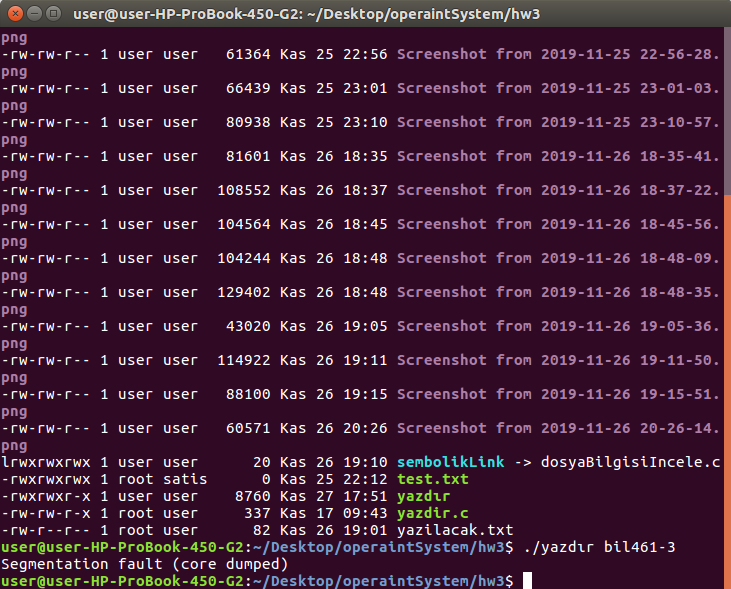 user@user-HP-ProBook-450-G2: ~/Desktop/operaintSystem/hw3
png
-rw-rw-r-- 1 user user   61364 Kas 25 22:56 Screenshot from 2019-11-25 22-56-28.
png
-rw-rw-r-- 1 user user   66439 Kas 25 23:01 Screenshot from 2019-11-25 23-01-03.
png
-rw-rw-r-- 1 user user   80938 Kas 25 23:10 Screenshot from 2019-11-25 23-10-57.
png
-rw-rw-r-- 1 user user   81601 Kas 26 18:35 Screenshot from 2019-11-26 18-35-41.
png
-rw-rw-r-- 1 user user  108552 Kas 26 18:37 Screenshot from 2019-11-26 18-37-22.
png
-rw-rw-r-- 1 user user  104564 Kas 26 18:45 Screenshot from 2019-11-26 18-45-56.
png
-rw-rw-r-- 1 user user  104244 Kas 26 18:48 Screenshot from 2019-11-26 18-48-09.
png
-rw-rw-r-- 1 user user  129402 Kas 26 18:48 Screenshot from 2019-11-26 18-48-35.
png
-rw-rw-r-- 1 user user   43020 Kas 26 19:05 Screenshot from 2019-11-26 19-05-36.
png
-rw-rw-r-- 1 user user  114922 Kas 26 19:11 Screenshot from 2019-11-26 19-11-50.
png
-rw-rw-r-- 1 user user   88100 Kas 26 19:15 Screenshot from 2019-11-26 19-15-51.
png
-rw-rw-r-- 1 user user   60571 Kas 26 20:26 Screenshot from 2019-11-26 20-26-14.
png
lrwxrwxrwx 1 user user      20 Kas 26 19:10 sembolikLink -> dosyaBilgisiIncele.c
-rwxrwxrwx 1 root satis      0 Kas 25 22:12 test.txt
-rwxrwxr-x 1 user user    8760 Kas 27 17:51 yazdır
-rw-rw-r-x 1 root user     337 Kas 17 09:43 yazdir.c
-rw-r--r-- 1 root user      82 Kas 26 19:01 yazilacak.txt
user@user-HP-ProBook-450-G2:~/Desktop/operaintSystem/hw3$ ./yazdır bil461-3
Segmentation fault (core dumped)
user@user-HP-ProBook-450-G2:~/Desktop/operaintSystem/hw3$